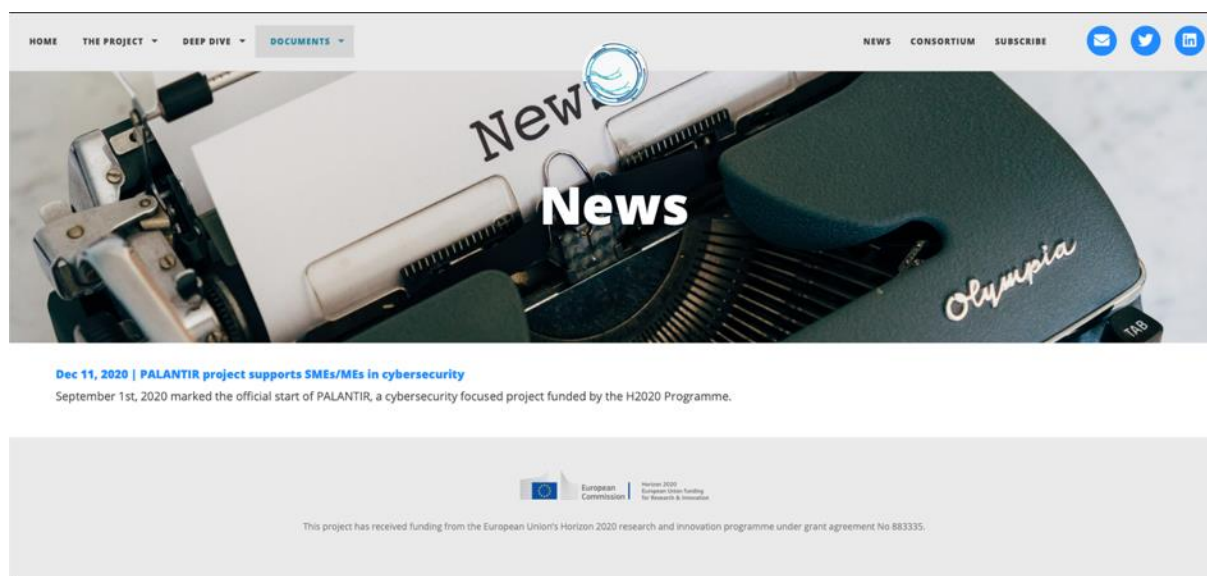 HOME THE PROJECT DEEP DIVE DOCUMENTS
NEWS CONSORTIUM SUBSCRIBE
in
News
News
Olympia
TAB
Dec 11, 2020 | PALANTIR project supports SMEs/MEs in cybersecurity
September 1st, 2020 marked the official start of PALANTIR, a cybersecurity focused project funded by the H2020 Programme.
European
Commission
Horizon 2020
European Union funding
for Research & Innovation
This project has received funding from the European Union's Horizon 2020 research and innovation programme under grant agreement No 883335.